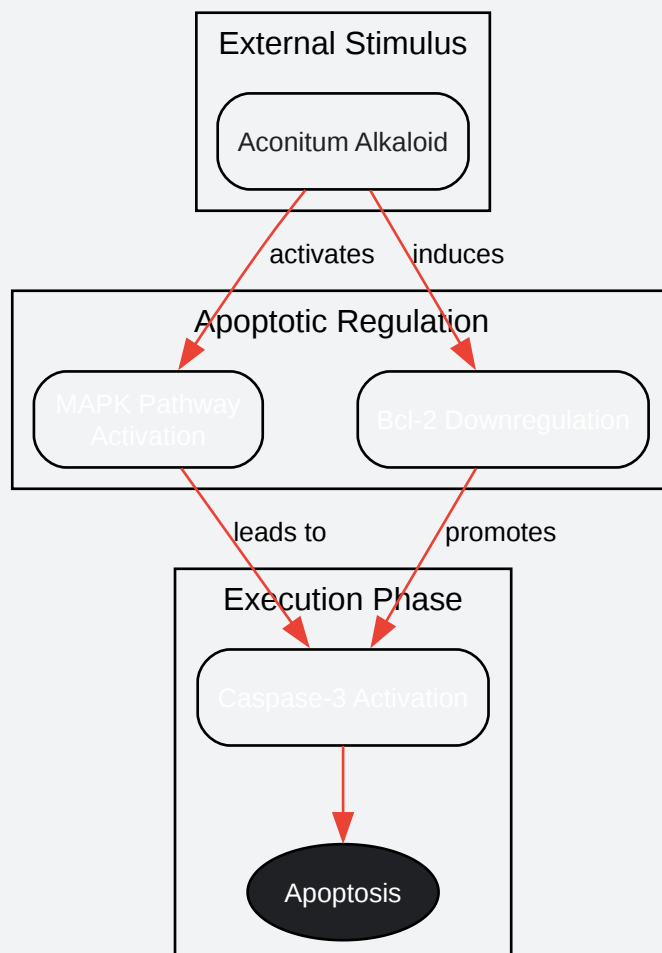 External Stimulus
Aconitum Alkaloid
activates
induces
Apoptotic Regulation
MAPK Pathway
Activation
Bcl-2 Downregulation
leads to
promotes
Execution Phase
Caspase-3 Activation
Apoptosis